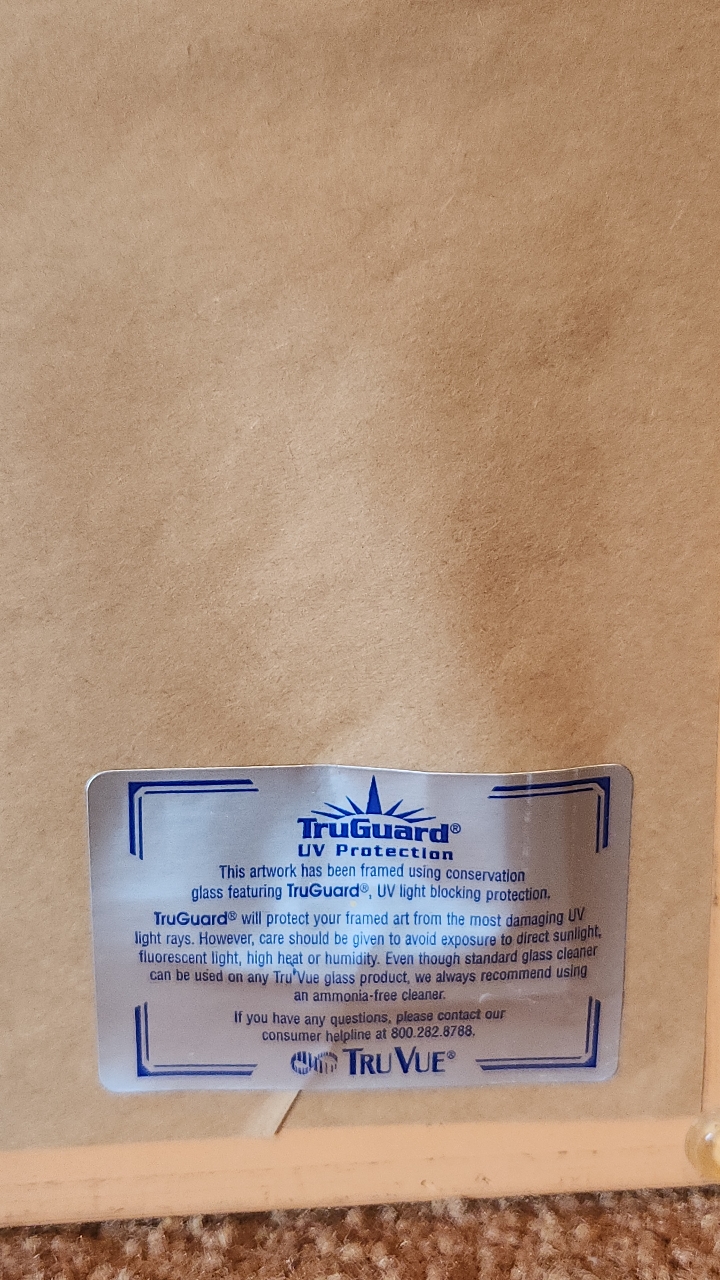 TruGuard®
UV Protection
This artwork has been framed using conservation
glass featuring TruGuard®, UV light blocking protection.
TruGuard® will protect your framed art from the most damaging UV
light rays. However, care should be given to avoid exposure to direct sunlight,
fluorescent light, high heat or humidity. Even though standard glass cleaner
can be used on any Tru Vue glass product, we always recommend using
an ammonia-free cleaner.
If you have any questions, please contact our
consumer helpline at 800.282.8788.
TRU VUE®